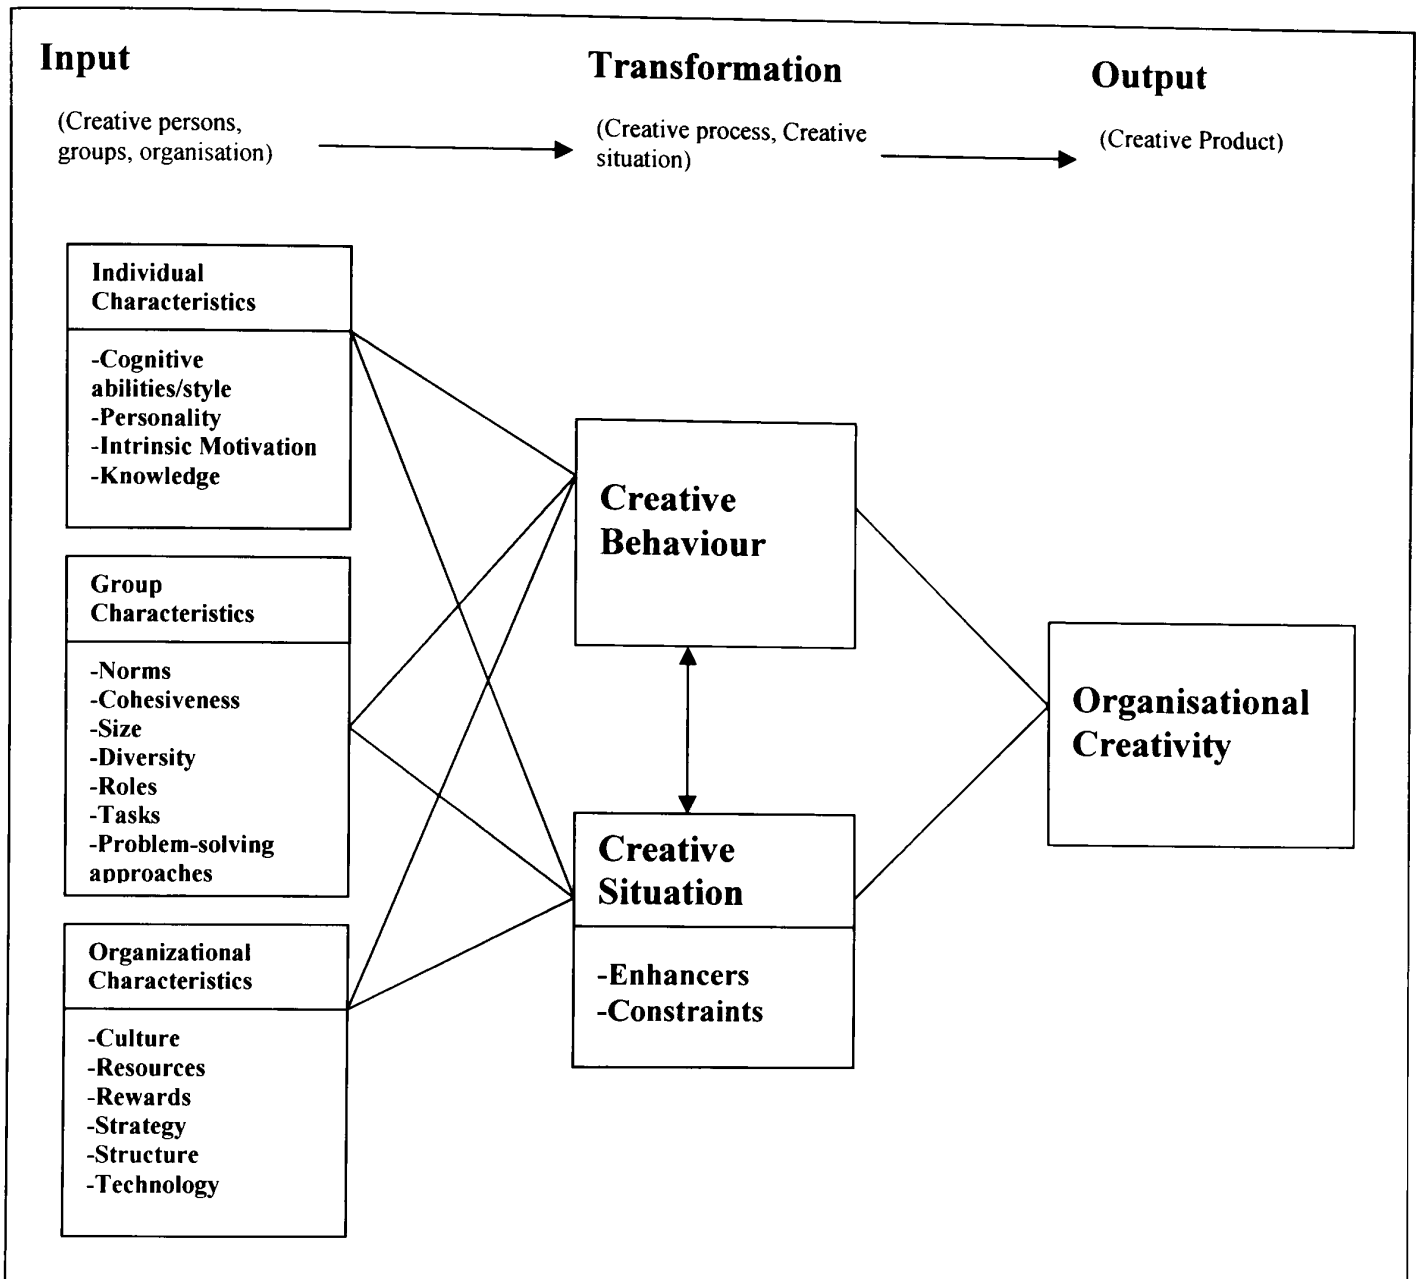 Input
(Creative persons,
groups, organisation)
Transformation
(Creative process, Creative
situation)
Output
(Creative Product)
Individual
Characteristics
-Cognitive
abilities/style
-Personality
-Intrinsic Motivation
-Knowledge
Group
Characteristics
-Norms
-Cohesiveness
-Size
-Diversity
-Roles
-Tasks
-Problem-solving
approaches
Organizational
Characteristics
-Culture
-Resources
-Rewards
-Strategy
-Structure
-Technology
Creative
Behaviour
Creative
Situation
-Enhancers
-Constraints
Organisational
Creativity